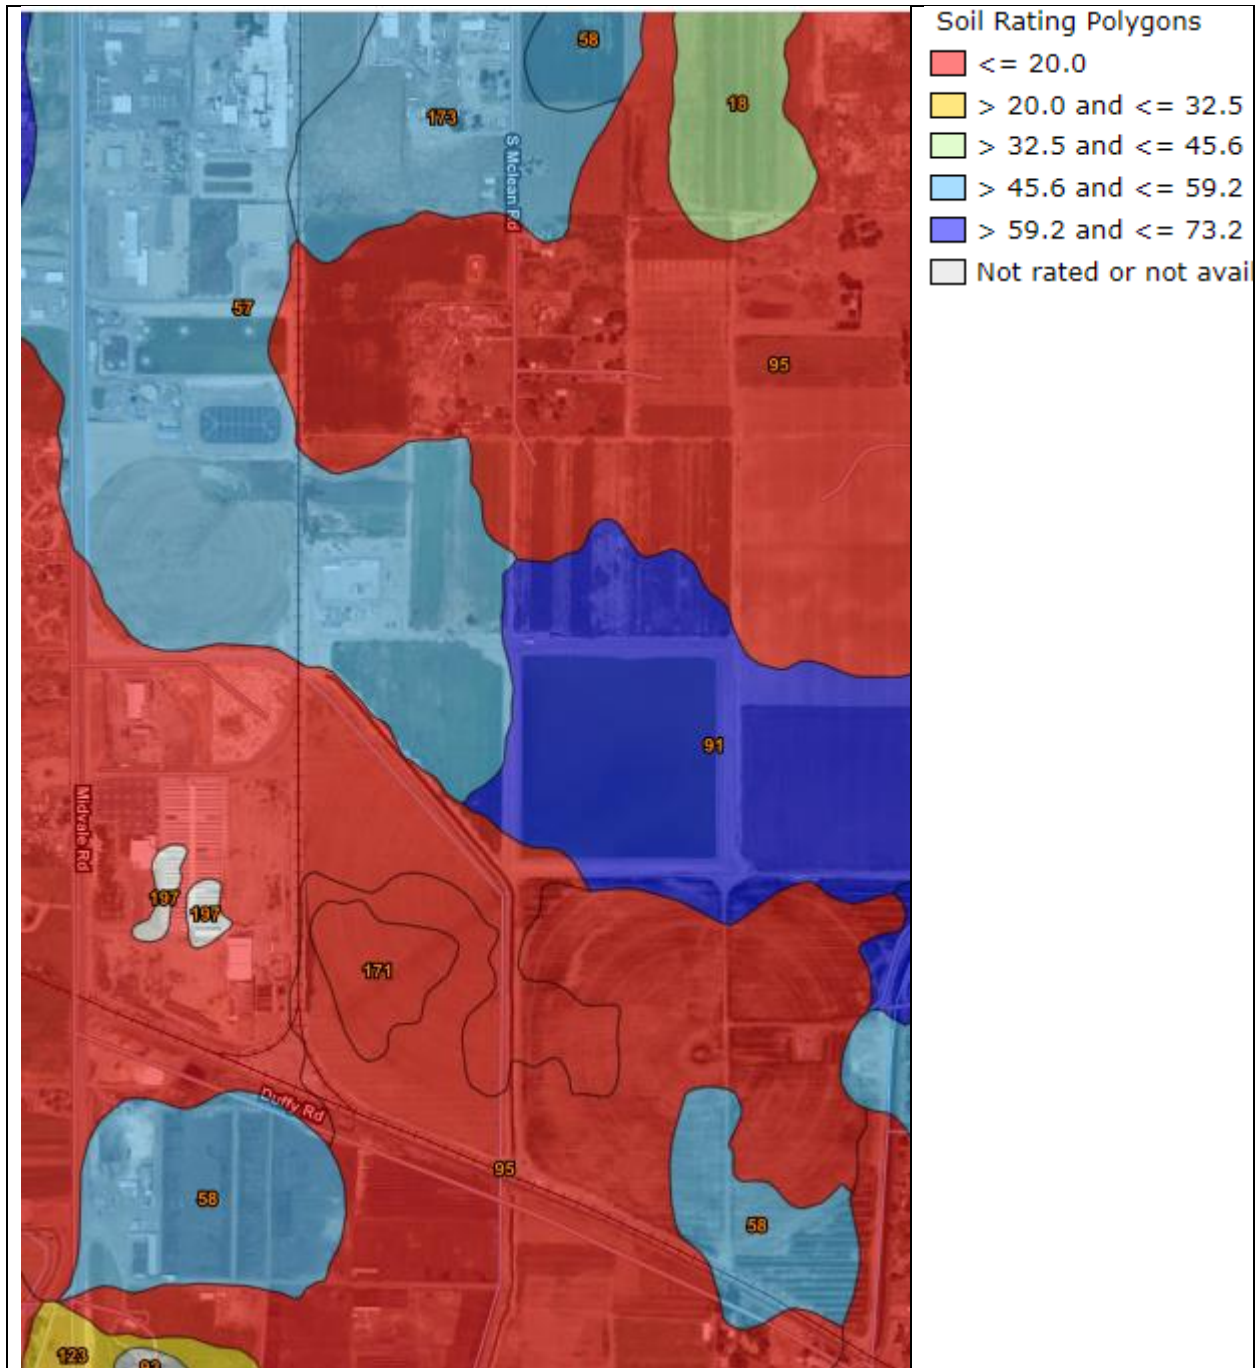 Soil Rating Polygons
<= 20.0
> 20.0 and <= 32.5
> 32.5 and <= 45.6
> 45.6 and <= 59.2
> 59.2 and <= 73.2
Not rated or not avail
58
18
173
S Mclean Rd
57
95
91
Midvale Rd
197
197
171
Duffy Rd
95
58
58
123
93